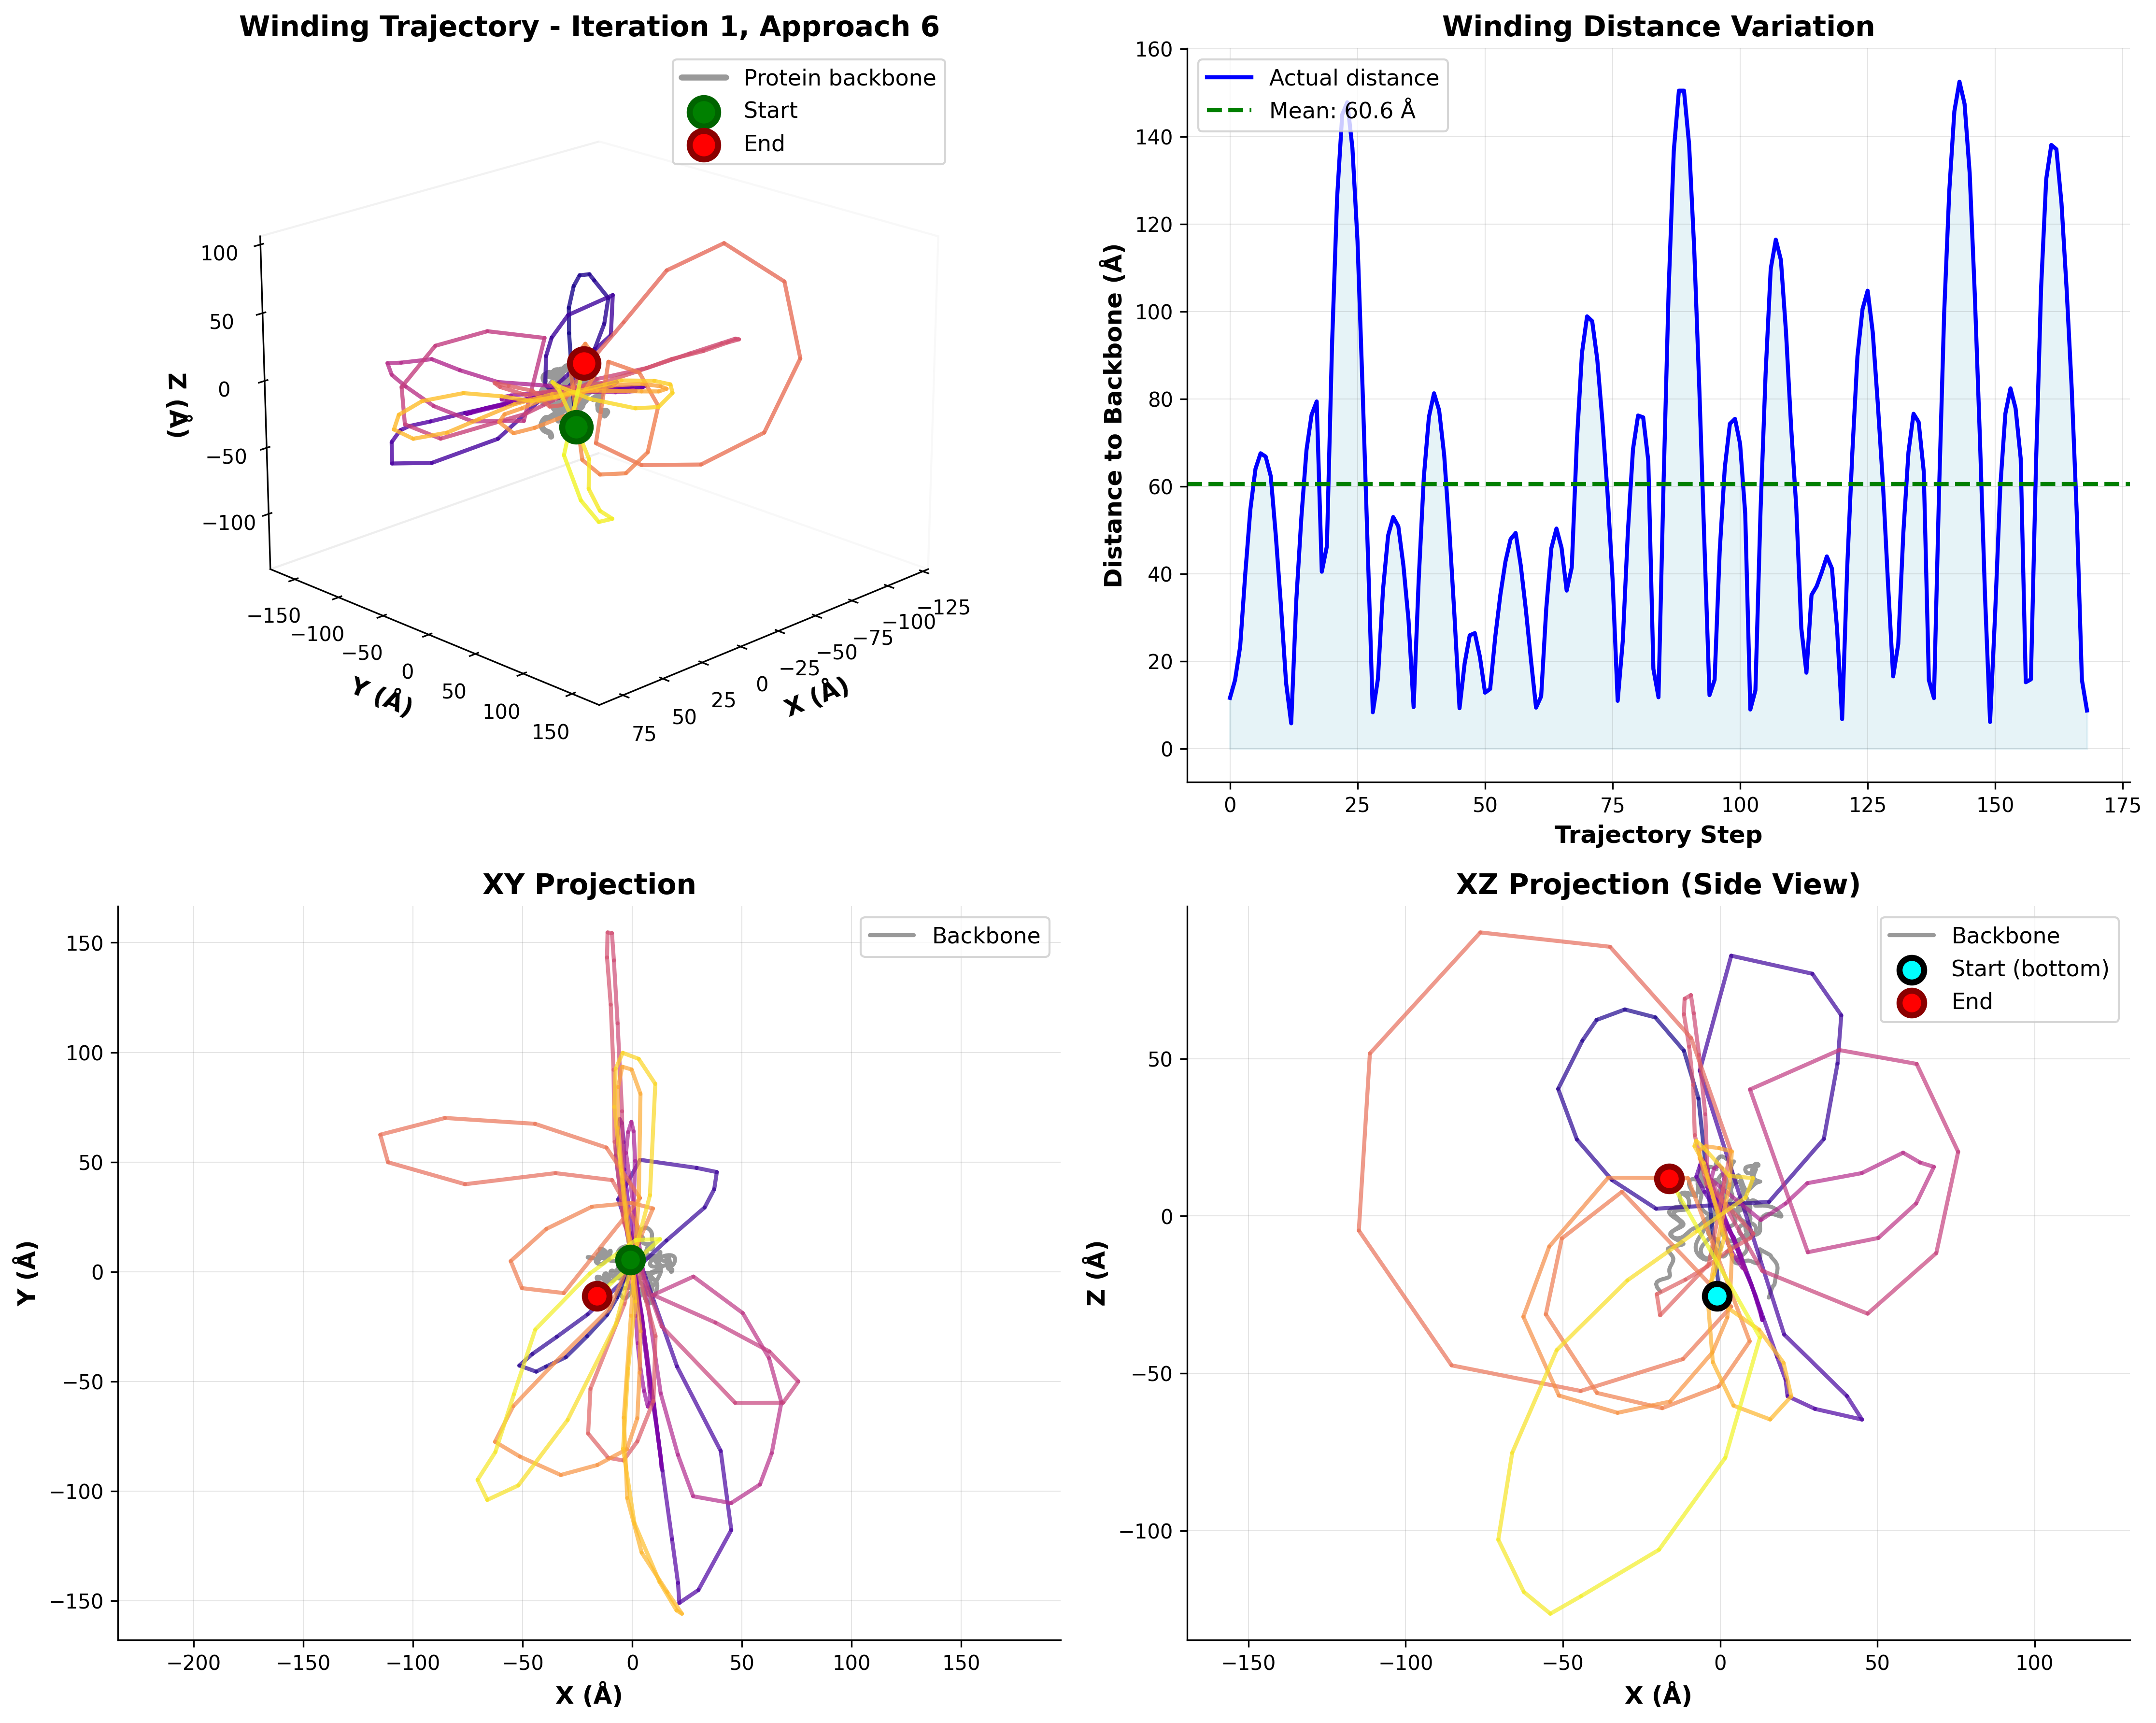 Winding Trajectory - Iteration 1, Approach 6
Protein backbone
Start
End
100
50
0
−50
−100
Z (Å)
−150
−100
−50
0
50
100
150
Y (Å)
75
50
25
0
−25
−50
−75
−100
−125
X (Å)
Winding Distance Variation
Actual distance
Mean: 60.6 Å
160
140
120
100
80
60
40
20
0
Distance to Backbone (Å)
0 25 50 75 100 125 150 175
Trajectory Step
XY Projection
Backbone
150
100
50
0
−50
−100
−150
Y (Å)
−200 −150 −100 −50 0 50 100 150
X (Å)
XZ Projection (Side View)
Backbone
Start (bottom)
End
50
0
−50
−100
Z (Å)
−150 −100 −50 0 50 100
X (Å)